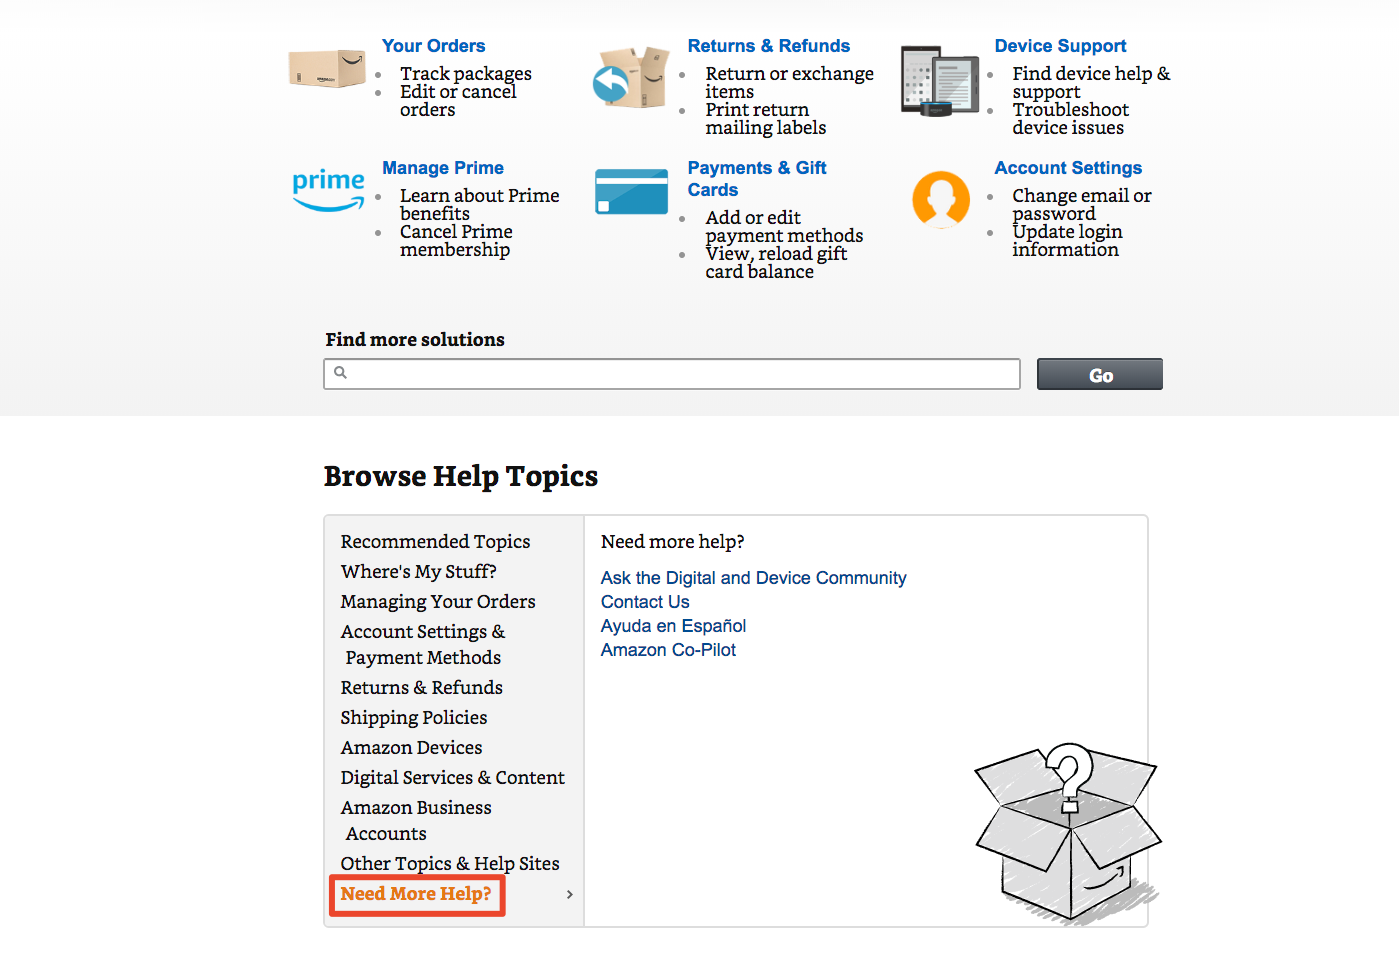 Your Orders
Track packages
Edit or cancel
orders
Returns & Refunds
Return or exchange
items
Print return
mailing labels
Device Support
Find device help &
support
Troubleshoot
device issues
prime
Manage Prime
Learn about Prime
benefits
Cancel Prime
membership
Payments & Gift
Cards
Add or edit
payment methods
View, reload gift
card balance
Account Settings
Change email or
password
Update login
information
Find more solutions
Go
Browse Help Topics
Recommended Topics
Where's My Stuff?
Managing Your Orders
Account Settings &
Payment Methods
Returns & Refunds
Shipping Policies
Amazon Devices
Digital Services & Content
Amazon Business
Accounts
Other Topics & Help Sites
Need More Help?
Need more help?
Ask the Digital and Device Community
Contact Us
Ayuda en Español
Amazon Co-Pilot
?